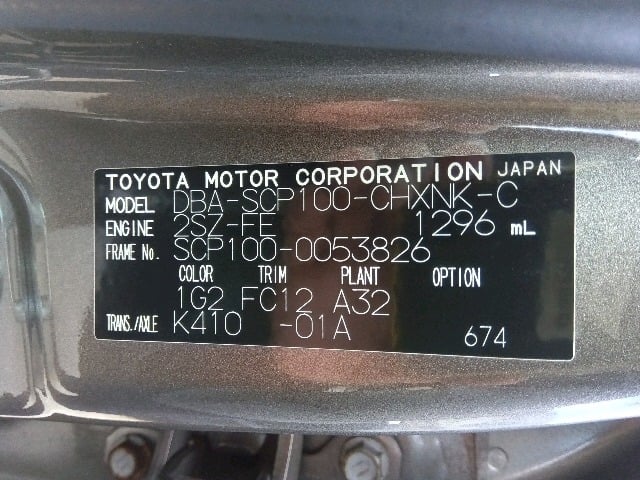 TOYOTA MOTOR CORPORATION JAPAN
MODEL DBA-SCP100-CHXNK-C
ENGINE 2SZ-FE 1296 mL
FRAME No. SCP100-0053826
COLOR TRIM PLANT OPTION
1G2 FC12 A32
TRANS./AXLE K410 -01A 674